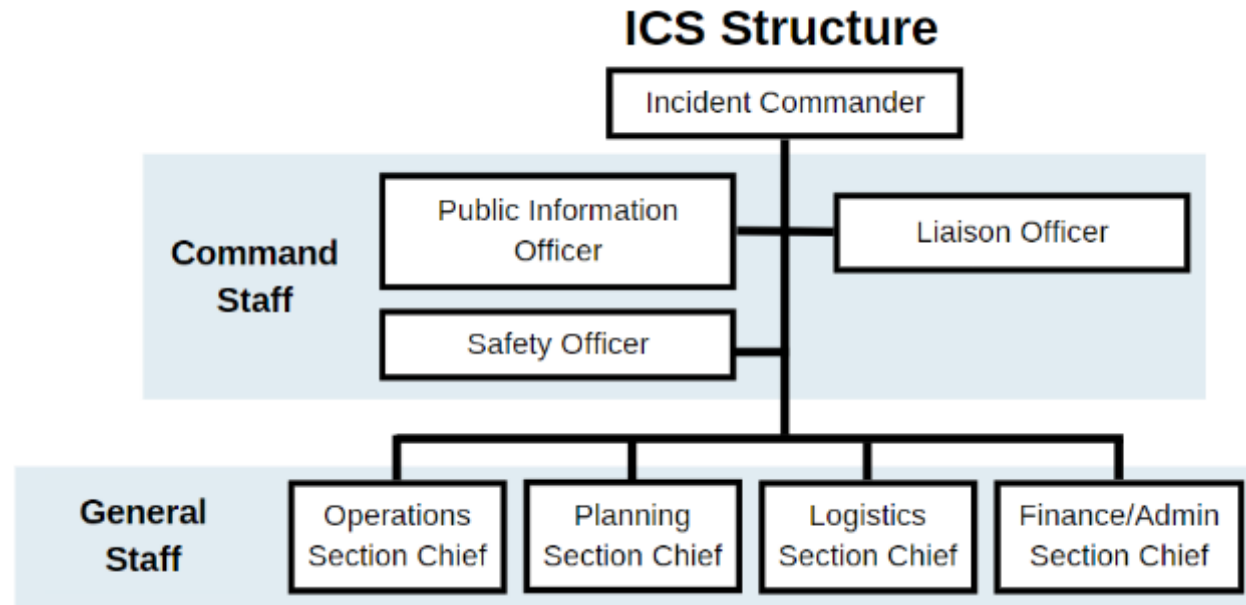 ICS Structure
Incident Commander
Command
Staff
Public Information
Officer
Liaison Officer
Safety Officer
General
Staff
Operations
Section Chief
Planning
Section Chief
Logistics
Section Chief
Finance/Admin
Section Chief